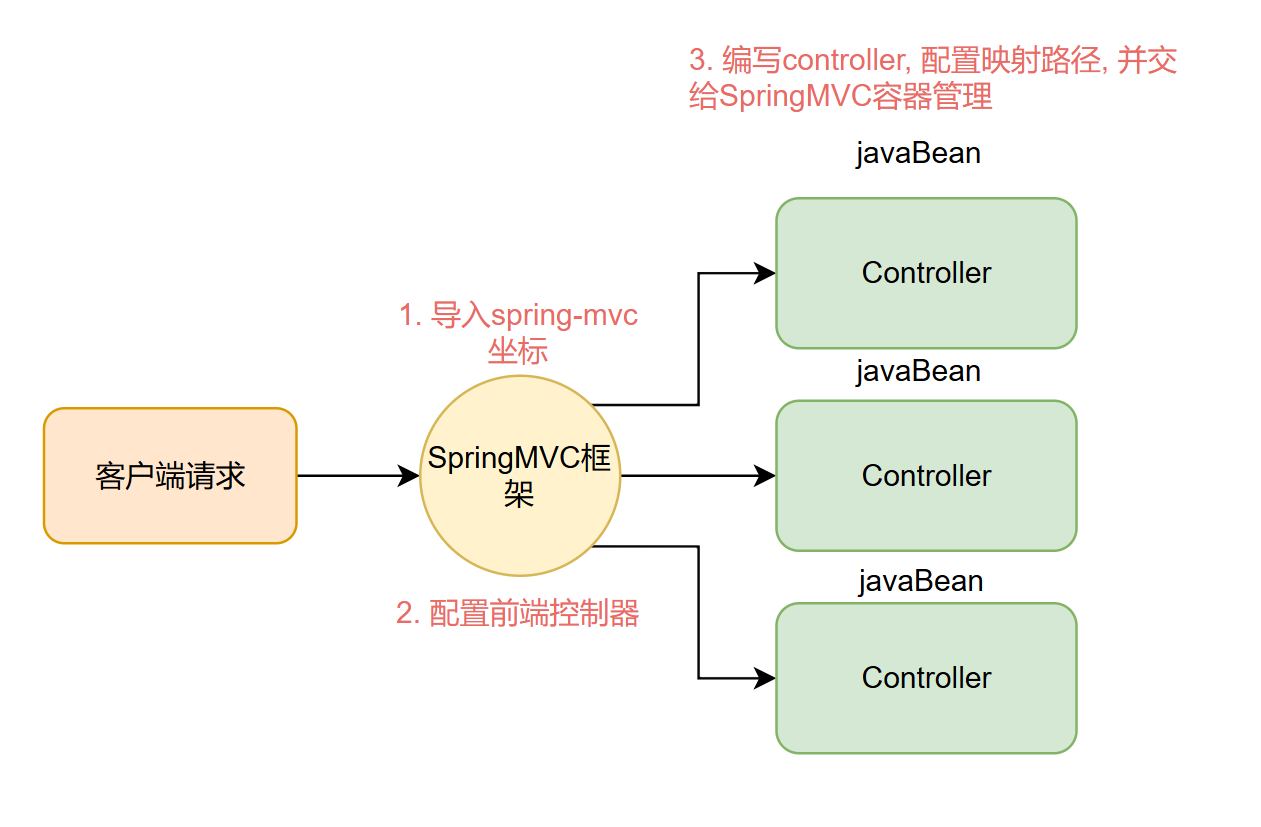 3. 编写controller, 配置映射路径, 并交
给SpringMVC容器管理
javaBean
Controller
1. 导入spring-mvc
坐标
javaBean
客户端请求
SpringMVC框
架
Controller
2. 配置前端控制器
javaBean
Controller